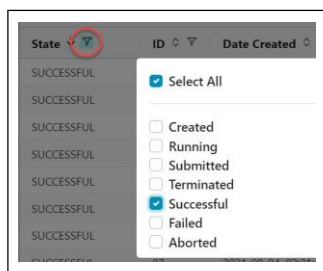 State ID Date Created
SUCCESSFUL
Select All
SUCCESSFUL
SUCCESSFUL
Created
Running
SUCCESSFUL
Submitted
SUCCESSFUL
Terminated
Successful
SUCCESSFUL
Failed
SUCCESSFUL
Aborted